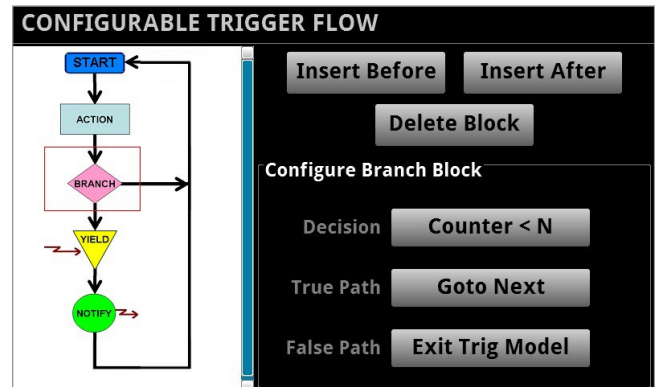 CONFIGURABLE TRIGGER FLOW
START
ACTION
BRANCH
YIELD
NOTIFY
Insert Before
Insert After
Delete Block
Configure Branch Block
Decision Counter < N
True Path Goto Next
False Path Exit Trig Model